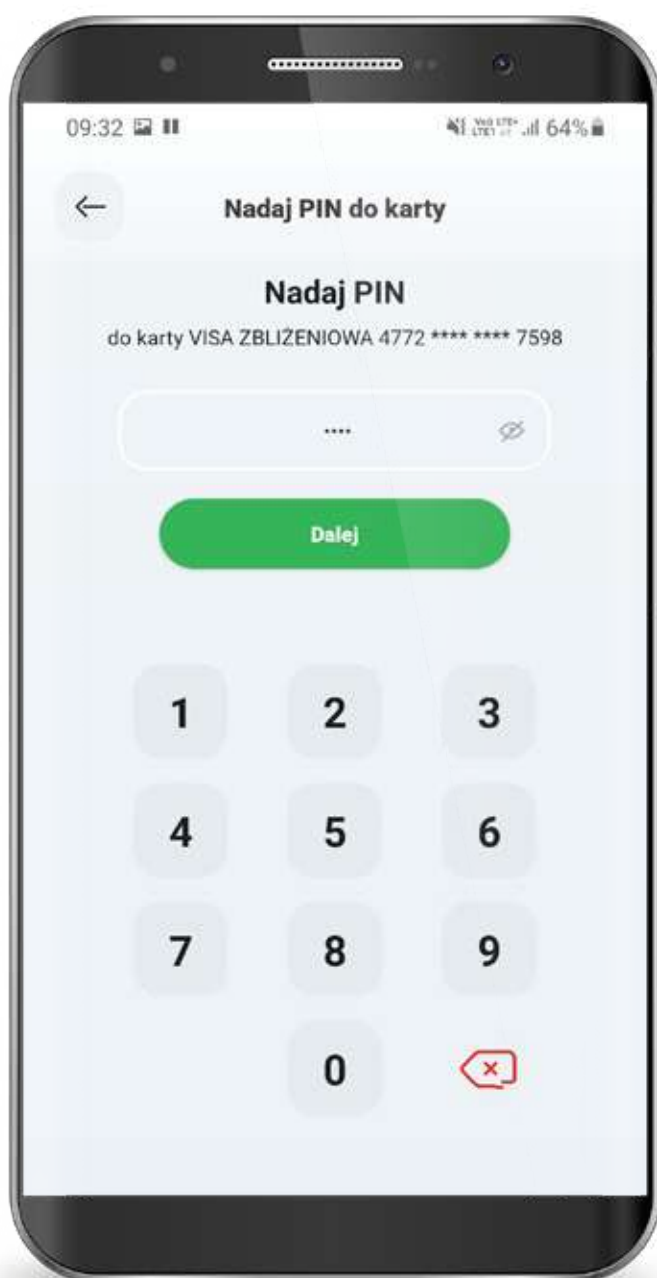 09:32 64%
Nadaj PIN do karty
Nadaj PIN
do karty VISA ZBLIŻENIOWA 4772 **** **** 7598
····
Dalej
1 2 3
4 5 6
7 8 9
0